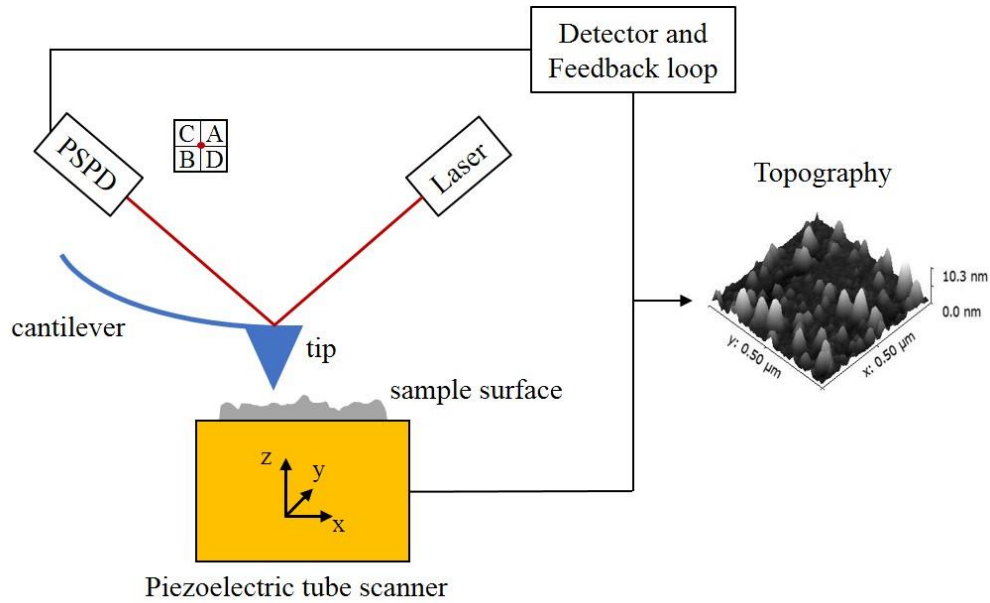 Detector and
Feedback loop
PSPD
C A
B D
Laser
Topography
10.3 nm
0.0 nm
y: 0.50 µm
x: 0.50 µm
cantilever
tip
sample surface
z
y
x
Piezoelectric tube scanner